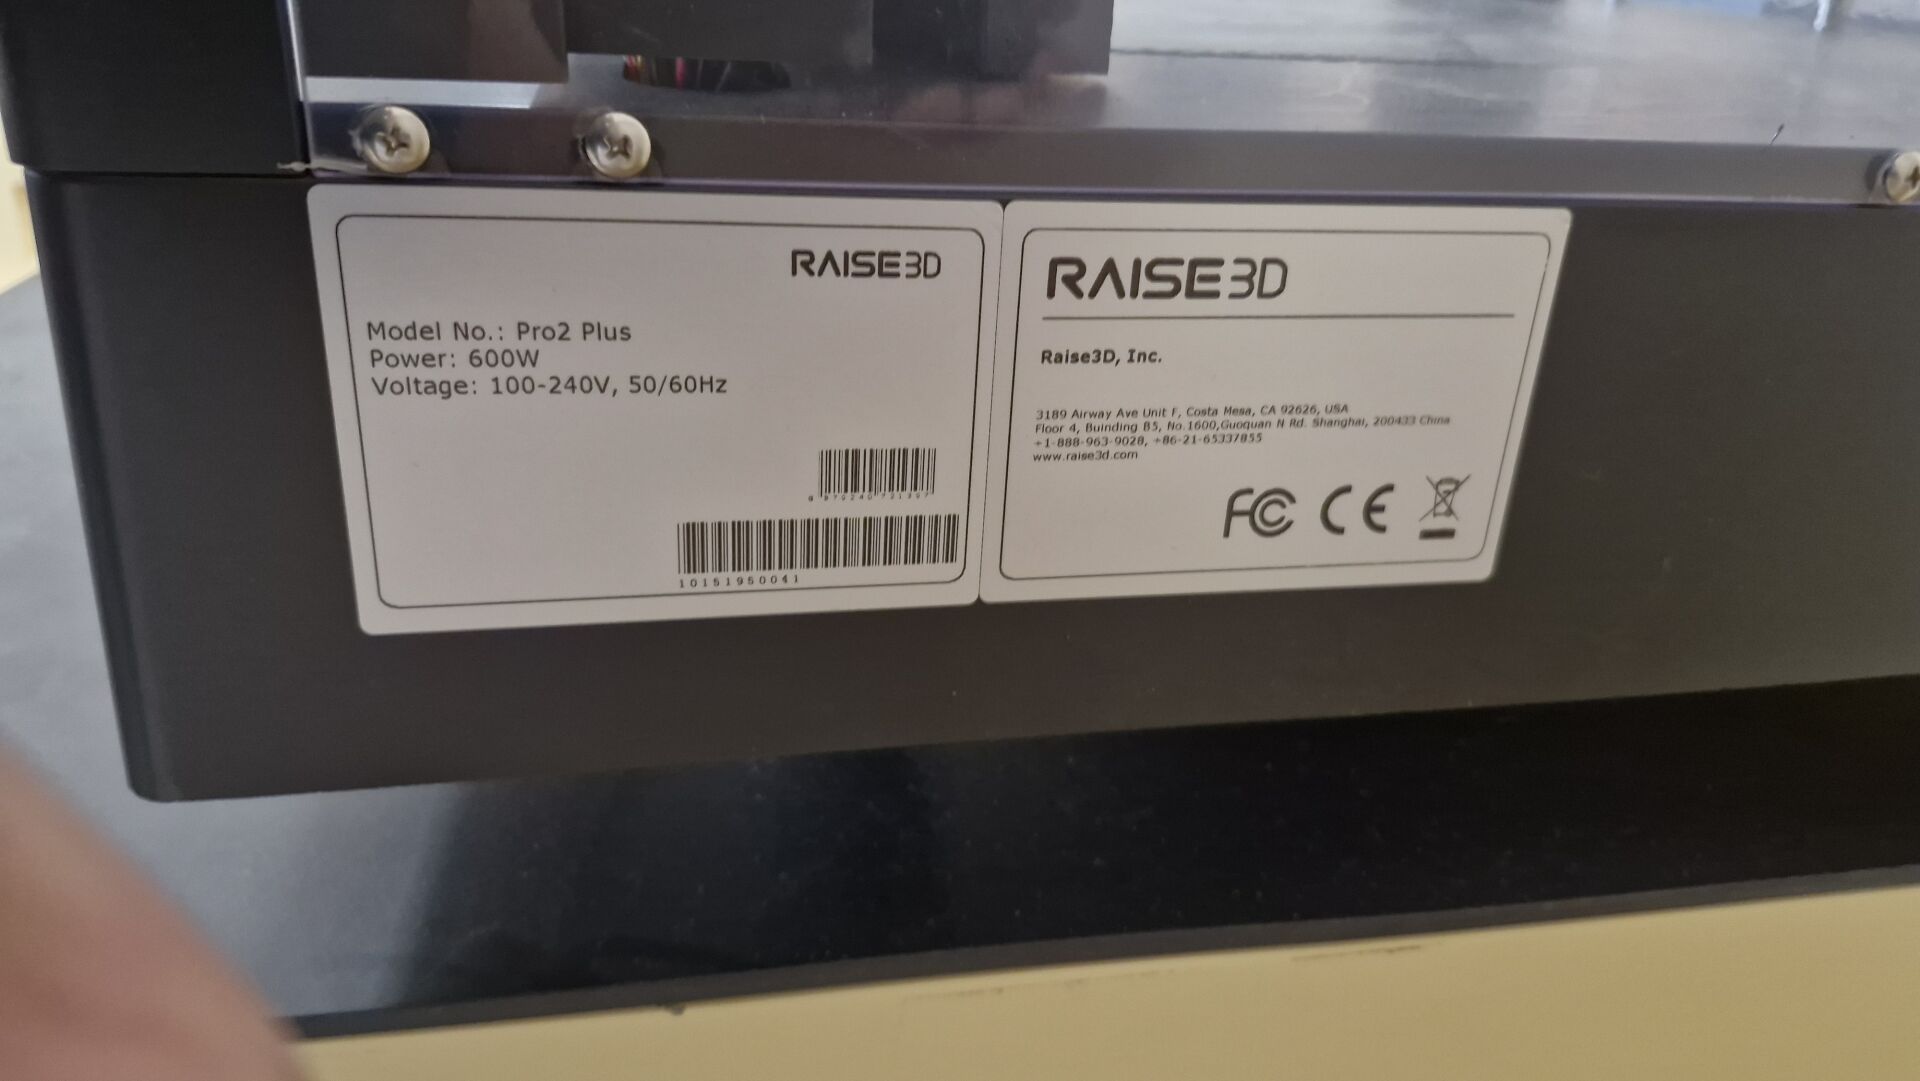 RAISE3D
Model No.: Pro2 Plus
Power: 600W
Voltage: 100-240V, 50/60Hz
10151950041
RAISE3D
Raise3D, Inc.
3189 Airway Ave Unit F, Costa Mesa, CA 92626, USA
Floor 4, Buinding B5, No.1600,Guoquan N Rd. Shanghai, 200433 China
+1-888-963-9028, +86-21-65337855
www.raise3d.com
FC CE